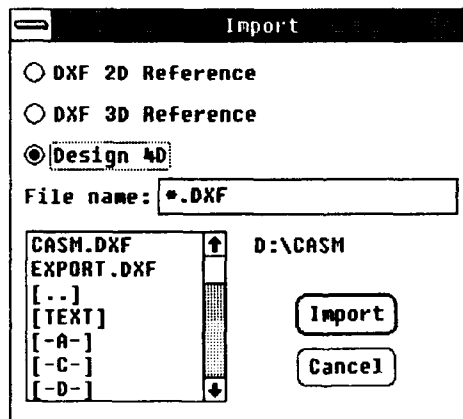 Import
DXF 2D Reference
DXF 3D Reference
Design 4D
File name: *.DXF
CASM.DXF
EXPORT.DXF
[..]
[TEXT]
[-A-]
[-C-]
[-D-]
D:\CASM
Import
Cancel